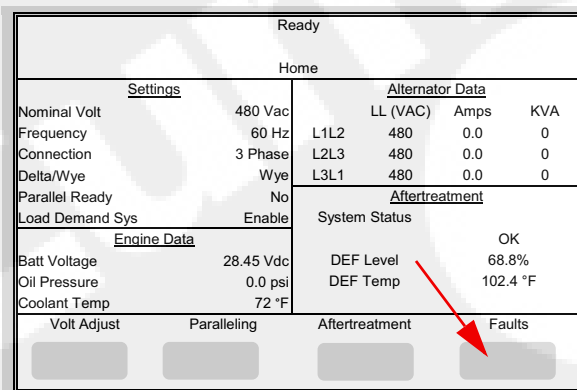 Ready
Home
Settings
Nominal Volt 480 Vac
Frequency 60 Hz
Connection 3 Phase
Delta/Wye Wye
Parallel Ready No
Load Demand Sys Enable
Engine Data
Batt Voltage 28.45 Vdc
Oil Pressure 0.0 psi
Coolant Temp 72 °F
Alternator Data
LL (VAC) Amps KVA
L1L2 480 0.0 0
L2L3 480 0.0 0
L3L1 480 0.0 0
Aftertreatment
System Status
OK
DEF Level 68.8%
DEF Temp 102.4 °F
Volt Adjust Paralleling Aftertreatment Faults